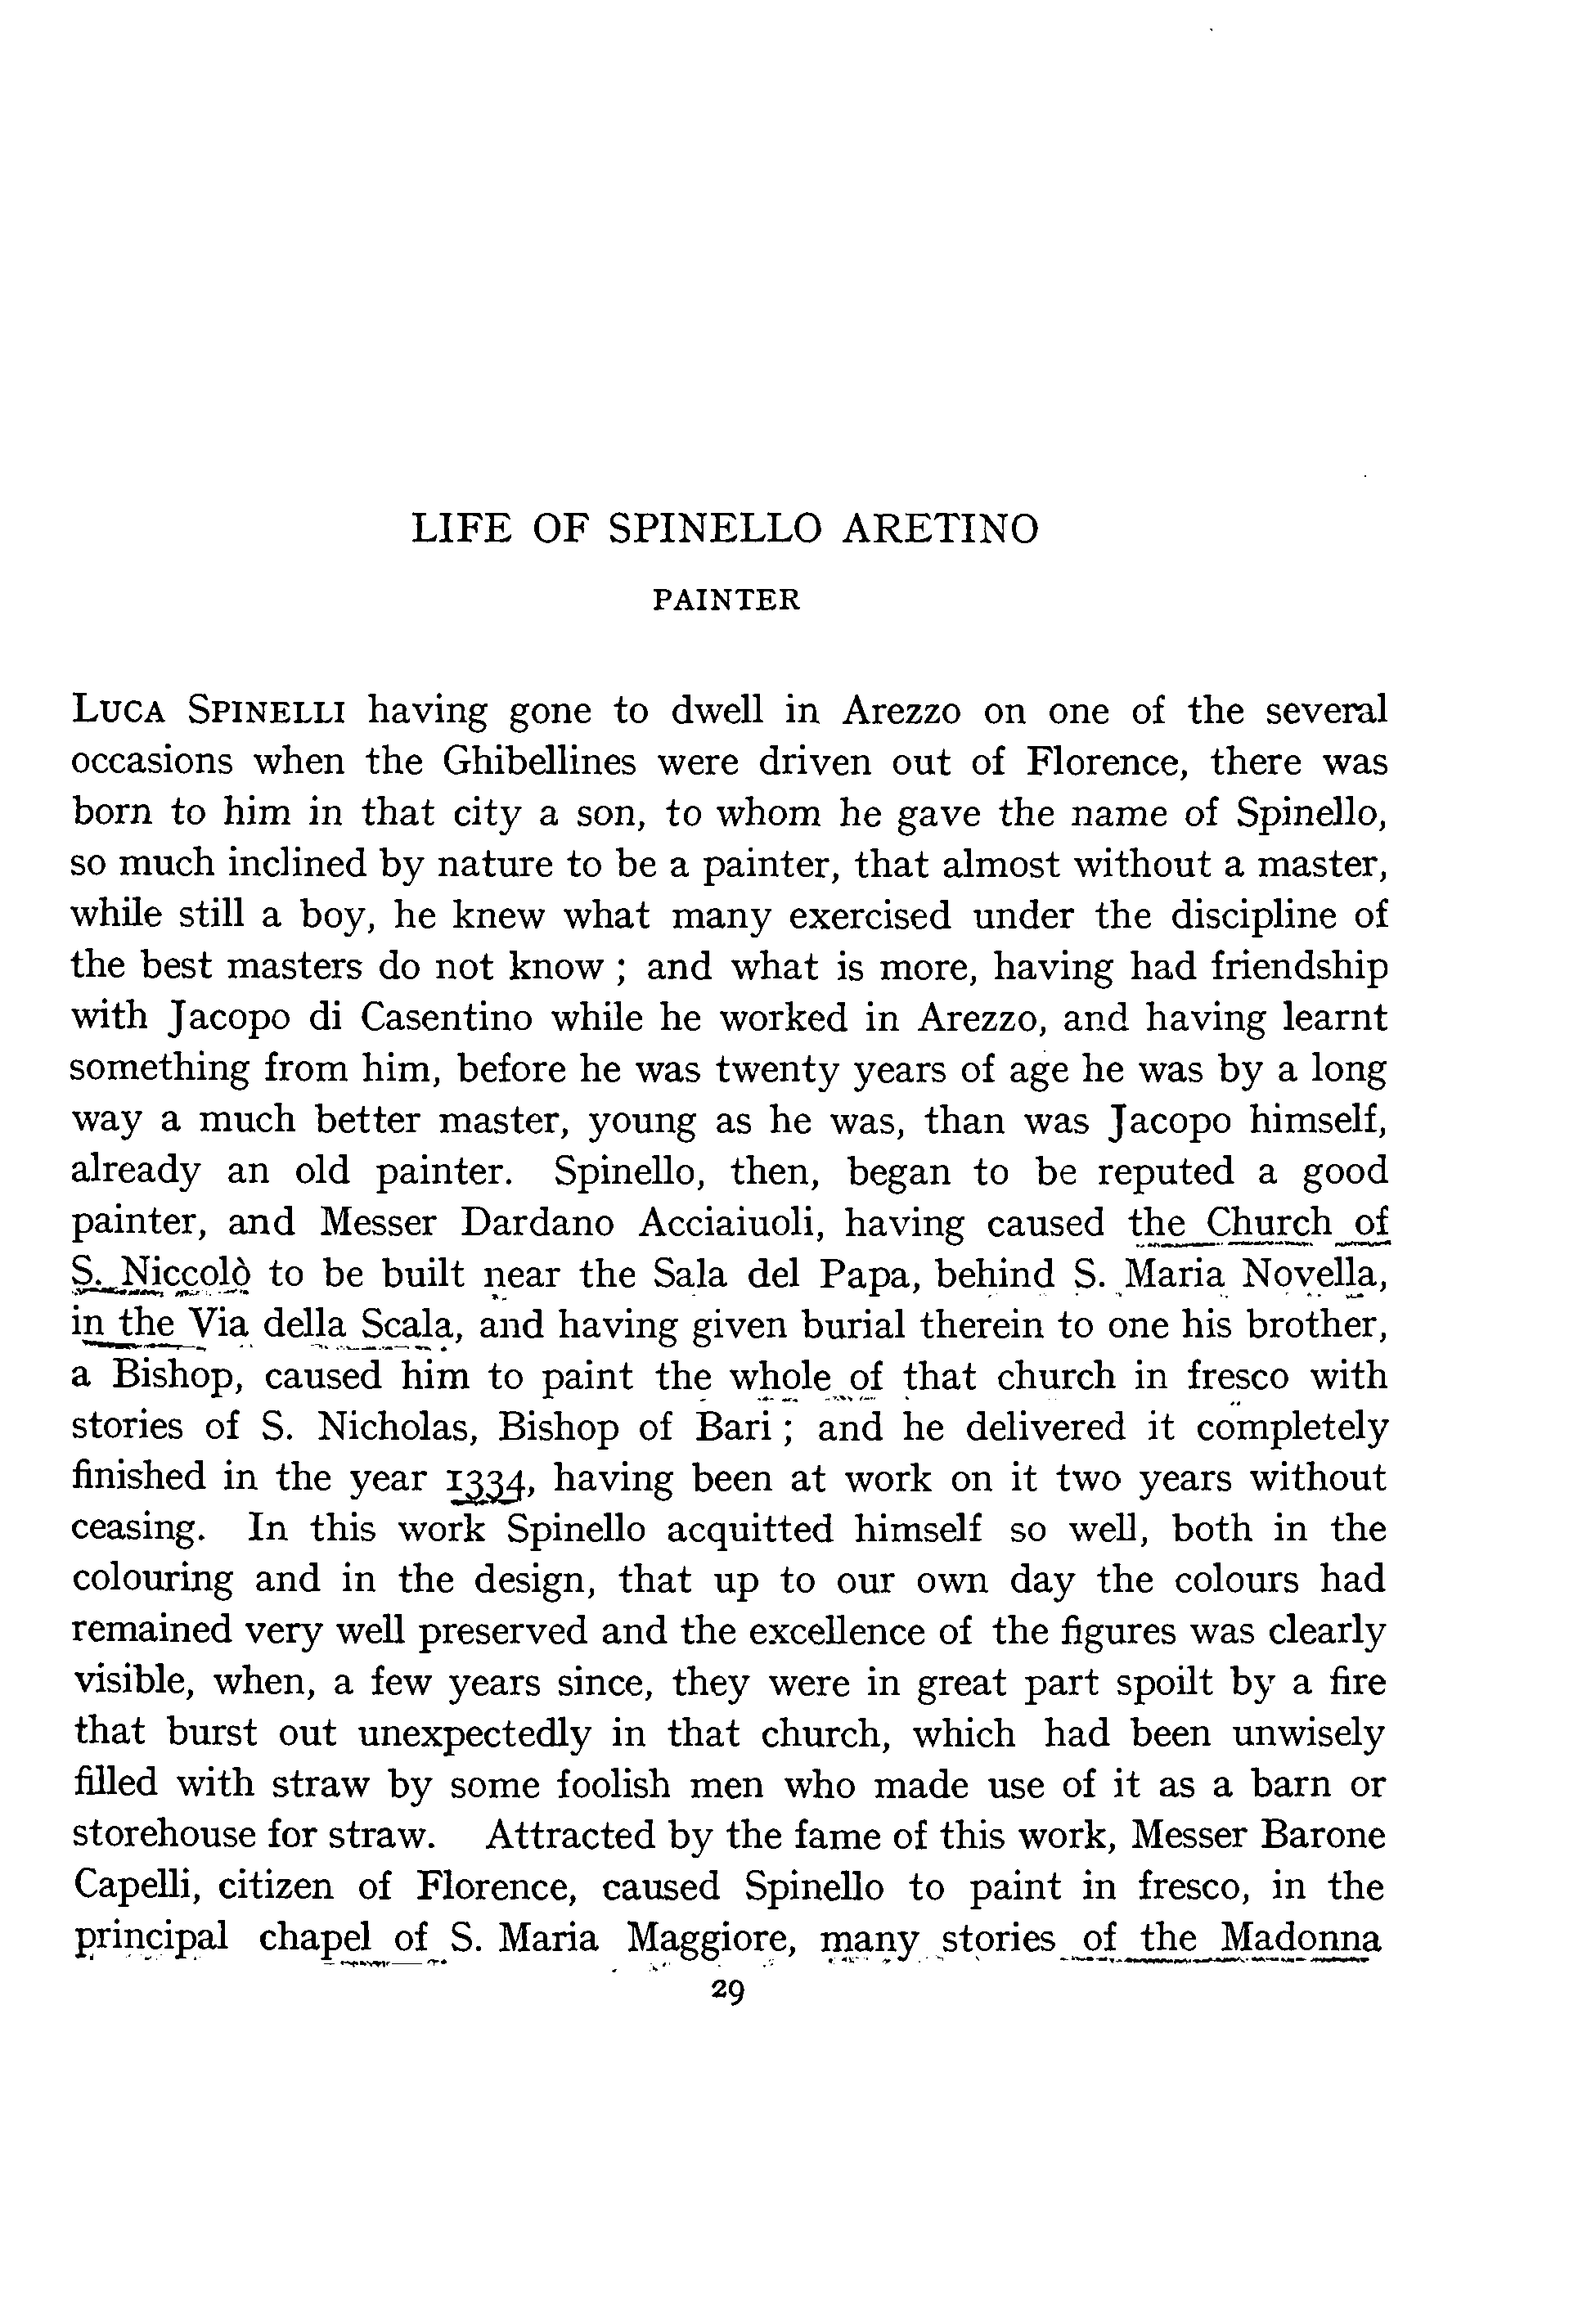 LIFE OF SPINELLO ARETINO
PAINTER
LUCA SPINELLI having gone to dwell in Arezzo on one of the several
occasions when the Ghibellines were driven out of Florence, there was
born to him in that city a son, to whom he gave the name of Spinello,
so much inclined by nature to be a painter, that almost without a master,
while still a boy, he knew what many exercised under the discipline of
the best masters do not know ; and what is more, having had friendship
with Jacopo di Casentino while he worked in Arezzo, and having learnt
something from him, before he was twenty years of age he was by a long
way a much better master, young as he was, than was Jacopo himself,
already an old painter. Spinello, then, began to be reputed a good
painter, and Messer Dardano Acciaiuoli, having caused the Church of
S. Niccolò to be built near the Sala del Papa, behind S. Maria Novella,
in the Via della Scala, and having given burial therein to one his brother,
a Bishop, caused him to paint the whole of that church in fresco with
stories of S. Nicholas, Bishop of Bari ; and he delivered it completely
finished in the year 1334, having been at work on it two years without
ceasing. In this work Spinello acquitted himself so well, both in the
colouring and in the design, that up to our own day the colours had
remained very well preserved and the excellence of the figures was clearly
visible, when, a few years since, they were in great part spoilt by a fire
that burst out unexpectedly in that church, which had been unwisely
filled with straw by some foolish men who made use of it as a barn or
storehouse for straw. Attracted by the fame of this work, Messer Barone
Capelli, citizen of Florence, caused Spinello to paint in fresco, in the
principal chapel of S. Maria Maggiore, many stories of the Madonna
29